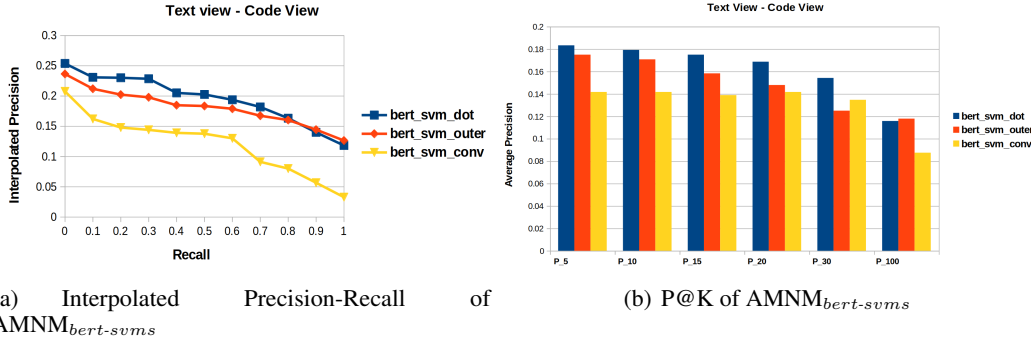 Text view - Code View
Interpolated Precision
0.3
0.25
0.2
0.15
0.1
0.05
0
0 0.1 0.2 0.3 0.4 0.5 0.6 0.7 0.8 0.9 1
Recall
bert_svm_dot
bert_svm_outer
bert_svm_conv
a) Interpolated Precision-Recall of
AMNMbert-svms
Text View - Code View
Average Precision
0.2
0.18
0.16
0.14
0.12
0.1
0.08
0.06
0.04
0.02
0
P_5 P_10 P_15 P_20 P_30 P_100
bert_svm_dot
bert_svm_outer
bert_svm_conv
(b) P@K of AMNMbert-svms